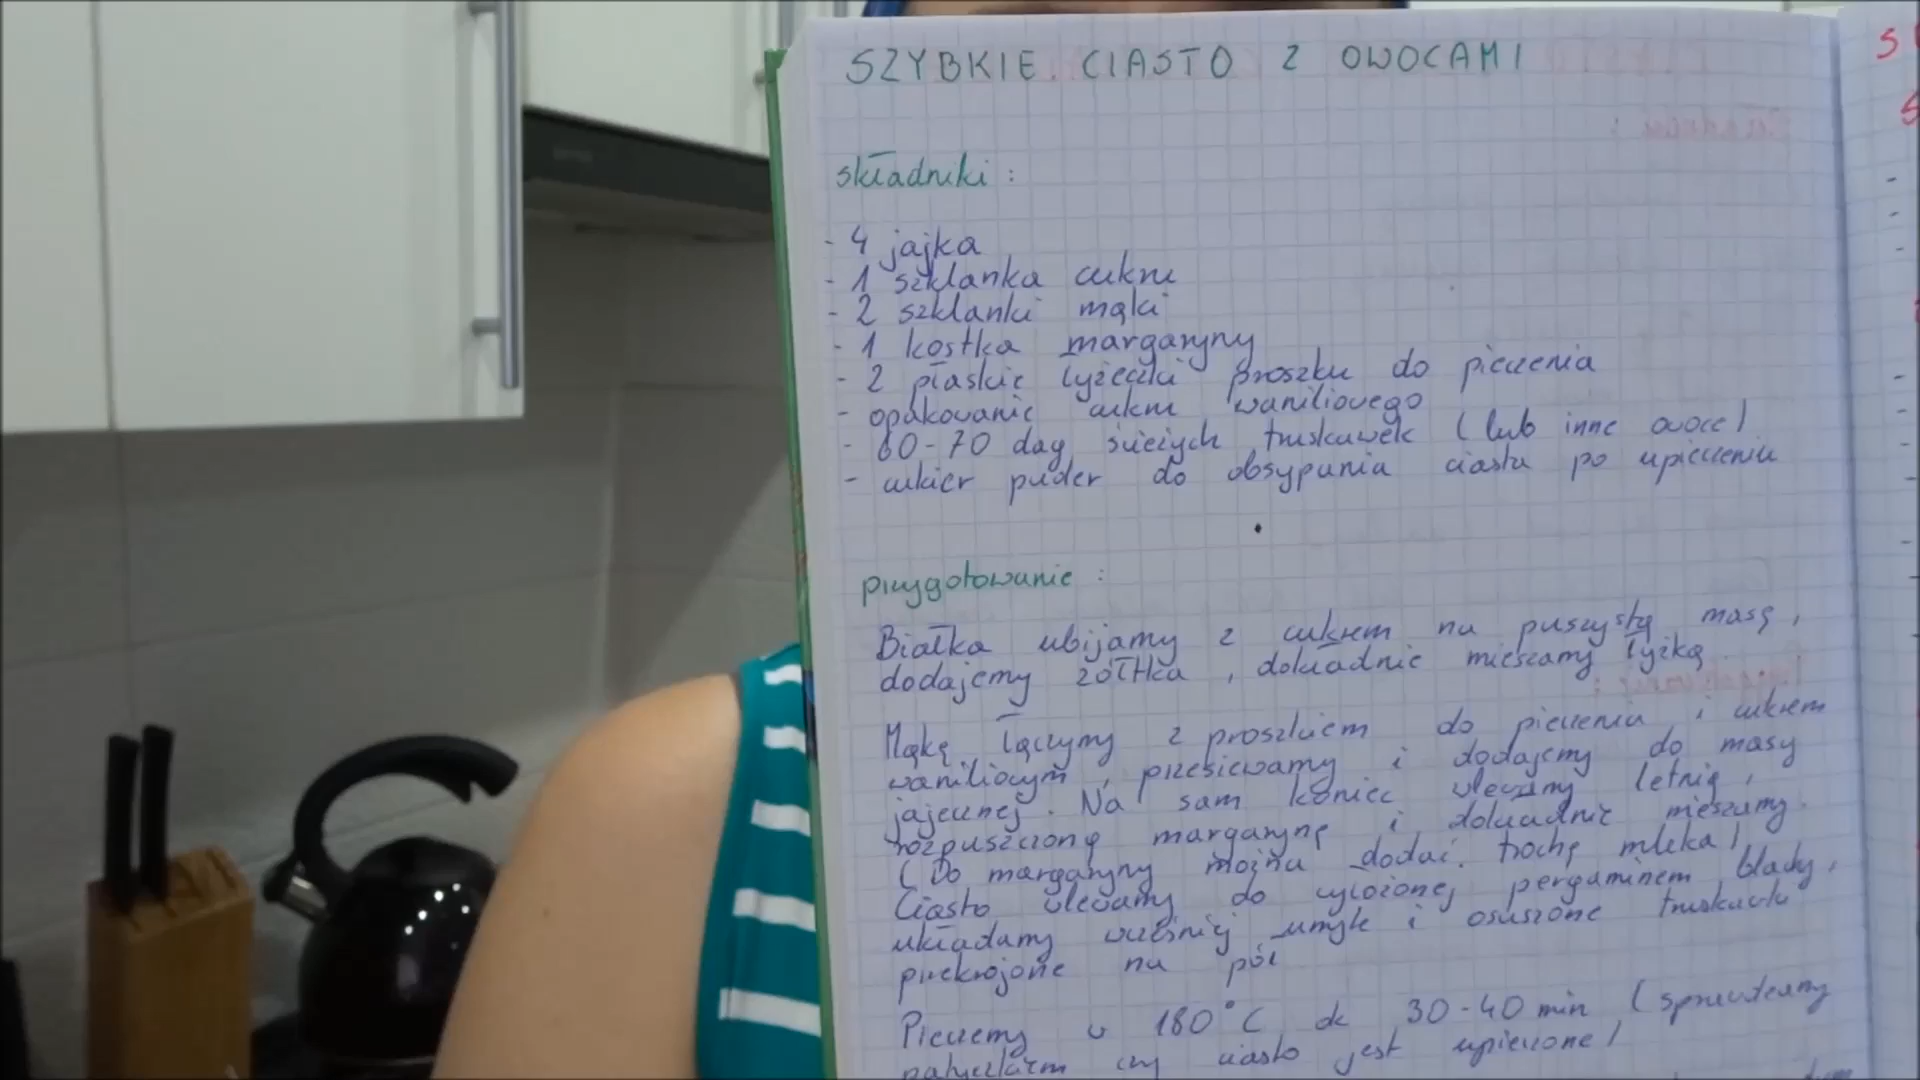 SZYBKIE CIASTO Z OWOCAMI
składniki :
- 4 jajka
- 1 szklanka cukru
- 2 szklanki mąki
- 1 kostka margaryny
- 2 płaskie łyżeczki proszku do pieczenia
- opakowanie cukru waniliowego
- 60-70 dag świeżych truskawek (lub inne owoce)
- cukier puder do obsypania ciasta po upieczeniu
przygotowanie :
Białka ubijamy z cukrem na puszystą masę,
dodajemy żółtka, dokładnie mieszamy łyżką
Mąkę łączymy z proszkiem do pieczenia i cukrem
waniliowym, przesiewamy i dodajemy do masy
jajecznej. Na sam koniec wlewamy letnią,
rozpuszczoną margarynę i dokładnie mieszamy.
(Do margaryny można dodać trochę mleka)
Ciasto wlewamy do wyłożonej pergaminem blachy,
układamy wcześniej umyte i osuszone truskawki
przekrojone na pół
Pieczemy w 180°C ok 30-40 min (sprawdzamy
patyczkiem czy ciasto jest upieczone)
S
S